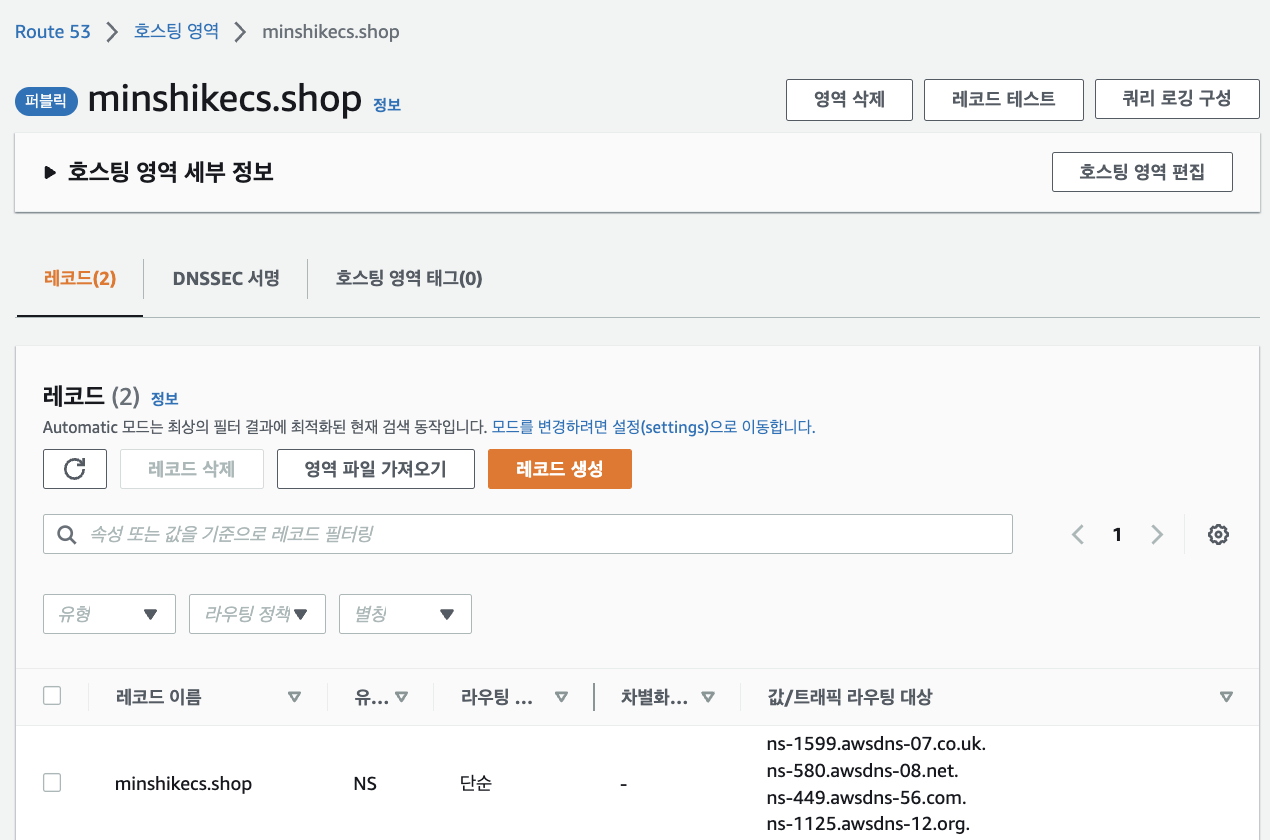 Route 53 > 호스팅 영역 > minshikecs.shop
퍼블릭 minshikecs.shop 정보
영역 삭제 레코드 테스트 쿼리 로깅 구성
호스팅 영역 세부 정보 호스팅 영역 편집
레코드(2) DNSSEC 서명 호스팅 영역 태그(0)
레코드 (2) 정보
Automatic 모드는 최상의 필터 결과에 최적화된 현재 검색 동작입니다. 모드를 변경하려면 설정(settings)으로 이동합니다.
레코드 삭제 영역 파일 가져오기 레코드 생성
속성 또는 값을 기준으로 레코드 필터링 1
유형 라우팅 정책 별칭
레코드 이름 유... 라우팅 ... 차별화... 값/트래픽 라우팅 대상
ns-1599.awsdns-07.co.uk.
ns-580.awsdns-08.net.
minshikecs.shop NS 단순 -
ns-449.awsdns-56.com.
ns-1125.awsdns-12.org.